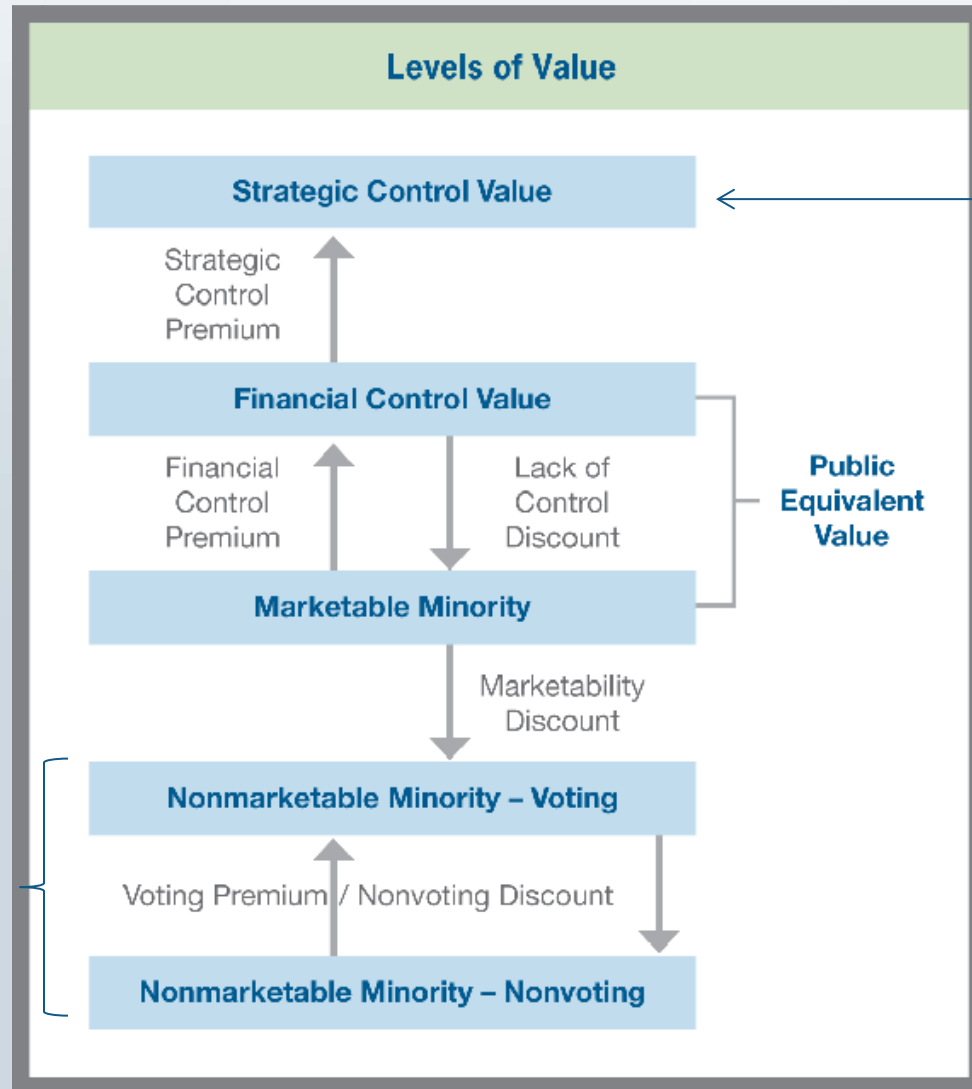 Levels of Value
Strategic Control Value
Strategic
Control
Premium
Financial Control Value
Financial
Control
Premium
Lack of
Control
Discount
Public
Equivalent
Value
Marketable Minority
Marketability
Discount
Nonmarketable Minority – Voting
Voting Premium / Nonvoting Discount
Nonmarketable Minority – Nonvoting